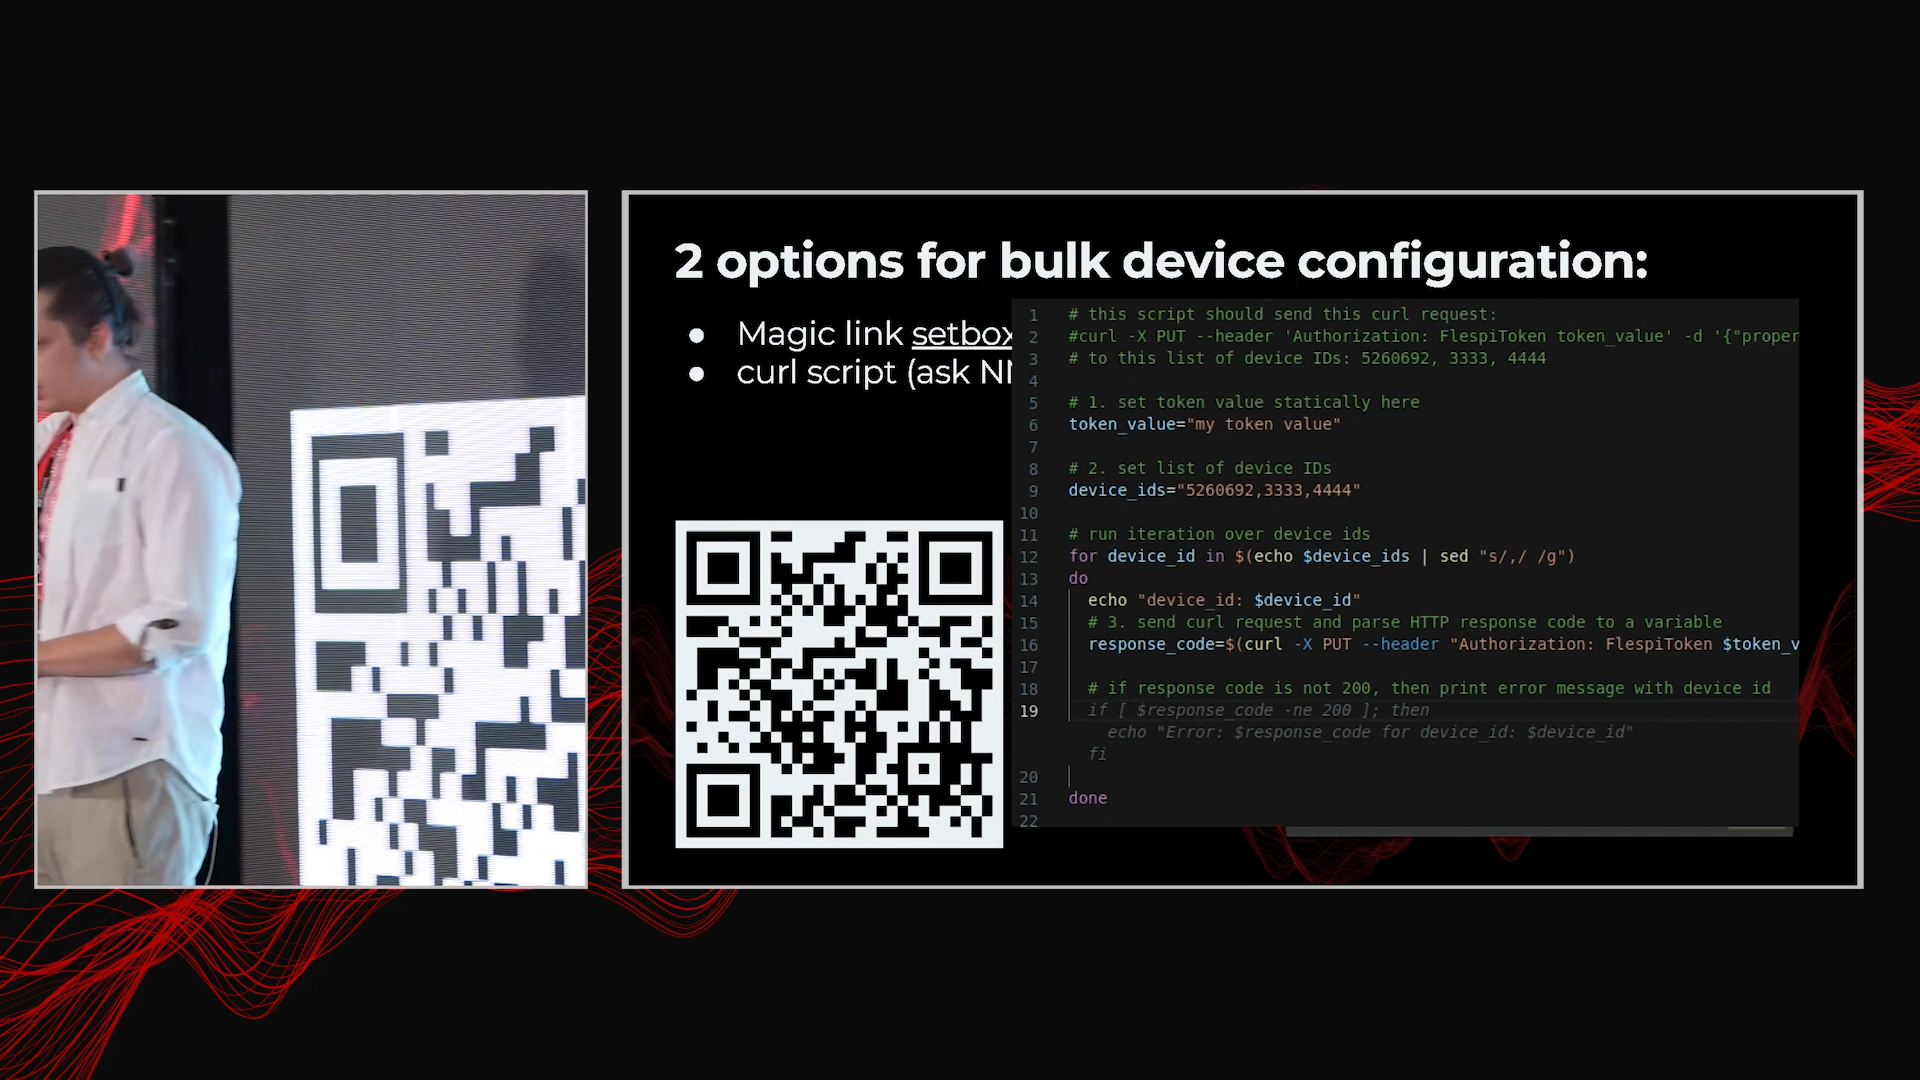 2 options for bulk device configuration:
● Magic link setbox
● curl script (ask
1 # this script should send this curl request:
2 #curl -X PUT --header 'Authorization: FlespiToken token_value' -d '{"proper
3 # to this list of device IDs: 5260692, 3333, 4444
4
5 # 1. set token value statically here
6 token_value="my token value"
7
8 # 2. set list of device IDs
9 device_ids="5260692,3333,4444"
10
11 # run iteration over device ids
12 for device_id in $(echo $device_ids | sed "s/,/ /g")
13 do
14 echo "device_id: $device_id"
15 # 3. send curl request and parse HTTP response code to a variable
16 response_code=$(curl -X PUT --header "Authorization: FlespiToken $token_v
17
18 # if response code is not 200, then print error message with device id
19 if [ $response_code -ne 200 ]; then
echo "Error: $response_code for device_id: $device_id"
fi
20
21 done
22